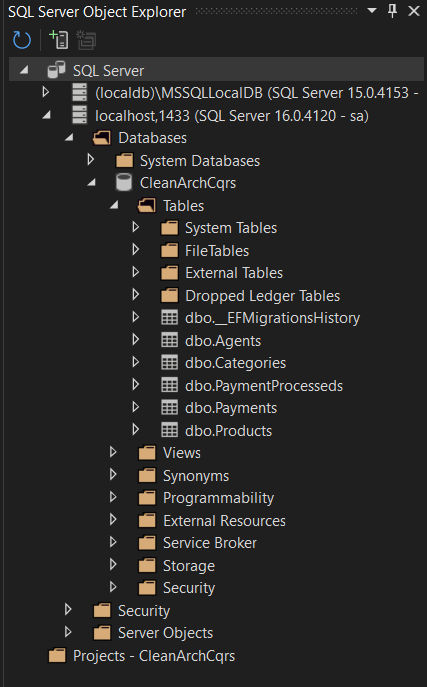 SQL Server Object Explorer
SQL Server
(localdb)\MSSQLLocalDB (SQL Server 15.0.4153 -
localhost,1433 (SQL Server 16.0.4120 - sa)
Databases
System Databases
CleanArchCqrs
Tables
System Tables
FileTables
External Tables
Dropped Ledger Tables
dbo.__EFMigrationsHistory
dbo.Agents
dbo.Categories
dbo.PaymentProcesseds
dbo.Payments
dbo.Products
Views
Synonyms
Programmability
External Resources
Service Broker
Storage
Security
Security
Server Objects
Projects - CleanArchCqrs